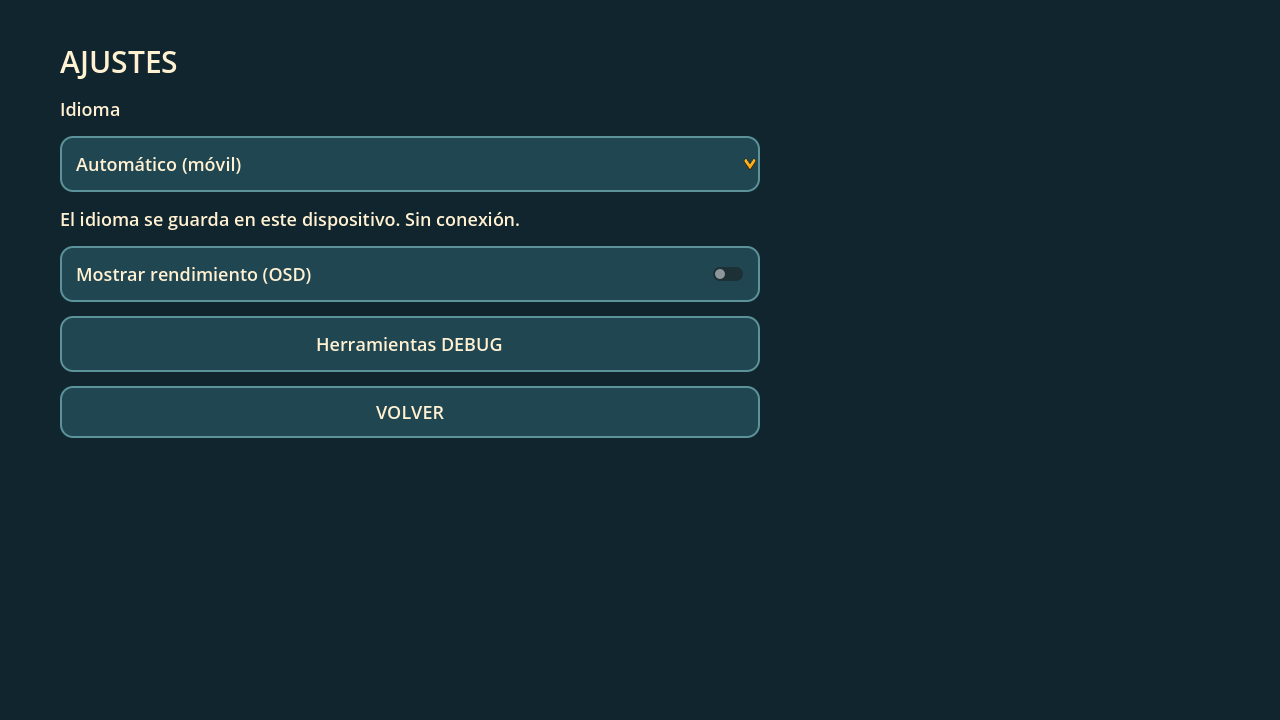 AJUSTES
Idioma
Automático (móvil)
El idioma se guarda en este dispositivo. Sin conexión.
Mostrar rendimiento (OSD)
Herramientas DEBUG
VOLVER